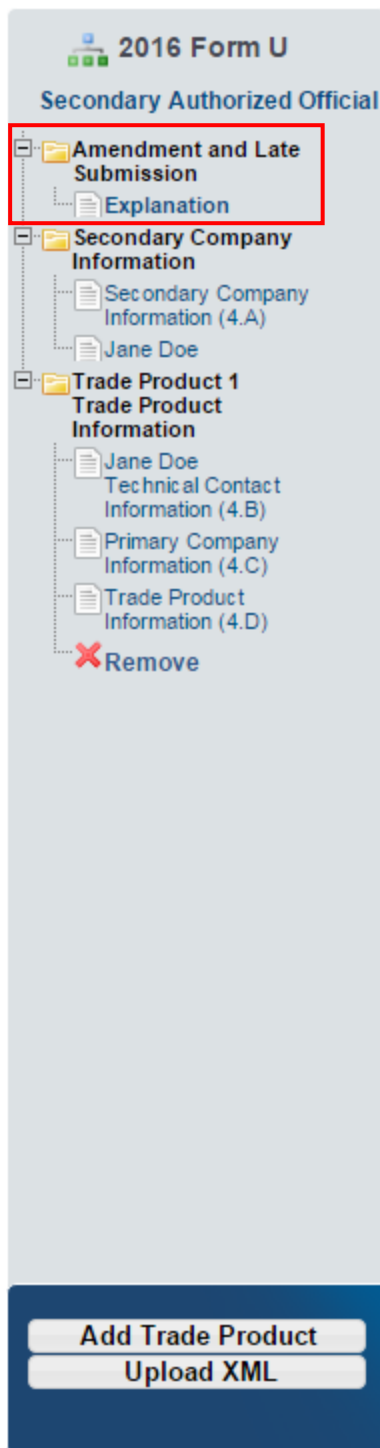 2016 Form U
Secondary Authorized Official
Amendment and Late
Submission
Explanation
Secondary Company
Information
Secondary Company
Information (4.A)
Jane Doe
Trade Product 1
Trade Product
Information
Jane Doe
Technical Contact
Information (4.B)
Primary Company
Information (4.C)
Trade Product
Information (4.D)
Remove
Add Trade Product
Upload XML